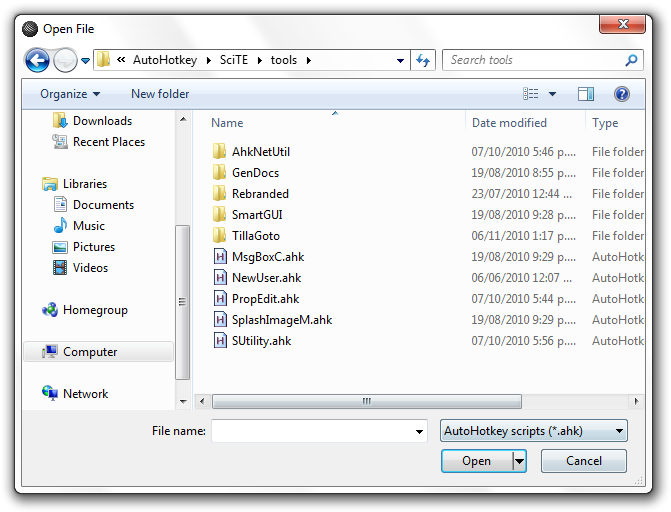 Open File
« AutoHotkey SciTE tools Search tools
Organize New folder
Downloads
Recent Places
Libraries
Documents
Music
Pictures
Videos
Homegroup
Computer
Network
Name Date modified Type
AhkNetUtil 07/10/2010 5:46 p.... File folder
GenDocs 19/08/2010 8:55 p.... File folder
Rebranded 23/07/2010 12:44 ... File folder
SmartGUI 19/08/2010 9:28 p.... File folder
TillaGoto 06/11/2010 1:17 p.... File folder
MsgBoxC.ahk 19/08/2010 9:29 p.... AutoHotk
NewUser.ahk 06/06/2010 12:07 ... AutoHotk
PropEdit.ahk 07/10/2010 5:44 p.... AutoHotk
SplashImageM.ahk 19/08/2010 9:29 p.... AutoHotk
SUtility.ahk 07/10/2010 5:56 p.... AutoHotk
File name: AutoHotkey scripts (*.ahk)
Open Cancel